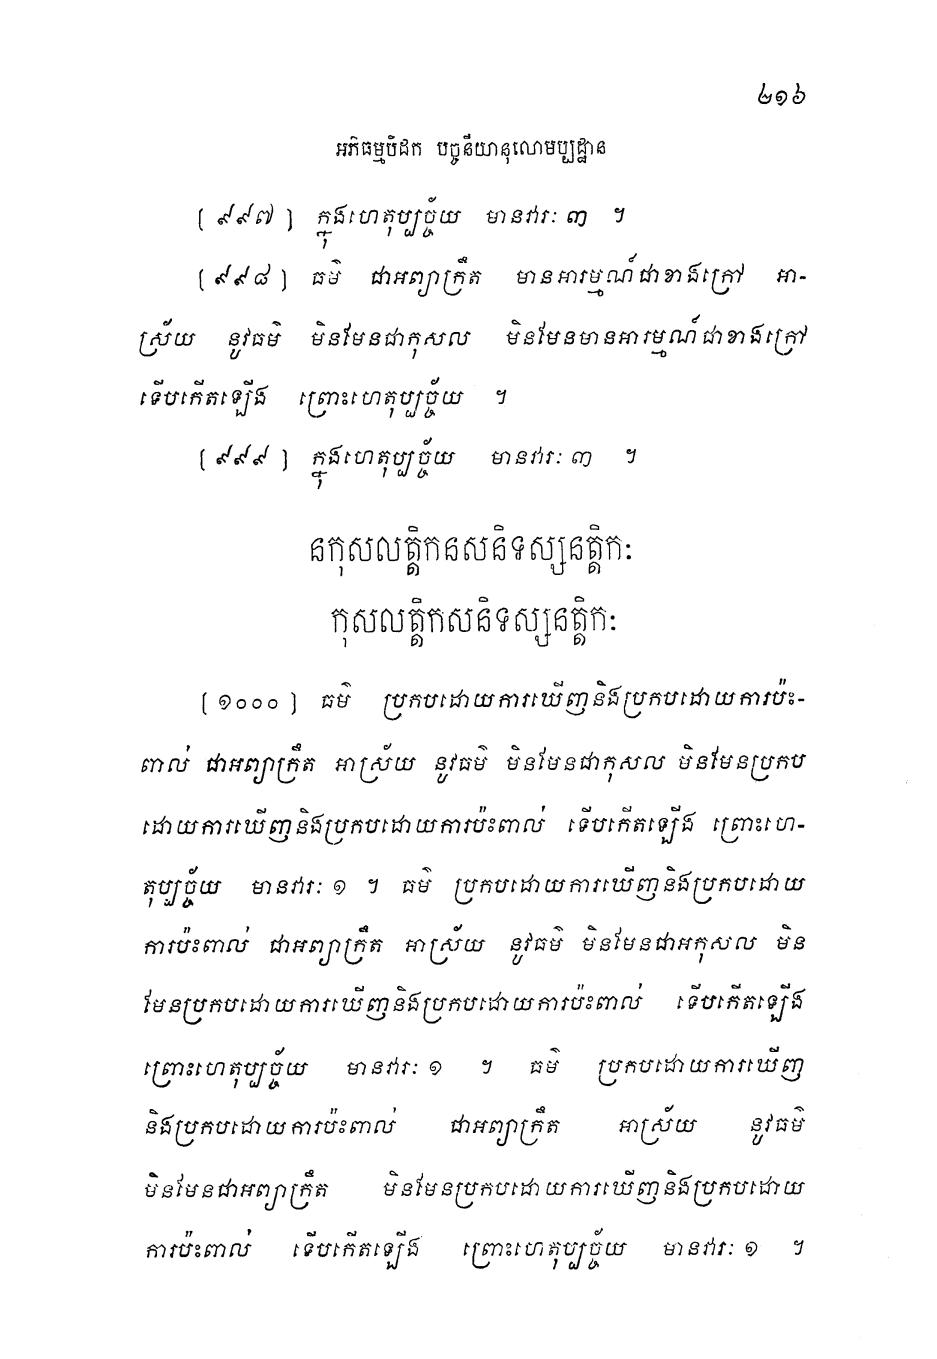 ២១៦
អភិធម្មបិដក បច្ចនីយានុលោមប្បដ្ឋាន
[ ៩៩៧ ] ក្នុងហេតុប្បច្ច័យ មានវារៈ ៣ ។
[ ៩៩៨ ] ធម៌ ជាអព្យាក្រឹត មានអារម្មណ៍ជាខាងក្រៅ អា-
ស្រ័យ នូវធម៌ មិនមែនជាកុសល មិនមែនមានអារម្មណ៍ជាខាងក្រៅ
ទើបកើតឡើង ព្រោះហេតុប្បច្ច័យ ។
[ ៩៩៩ ] ក្នុងហេតុប្បច្ច័យ មានវារៈ ៣ ។
នកុសលត្តិកនសនិទស្សនត្តិកៈ
កុសលត្តិកសនិទស្សនត្តិកៈ
[ ១០០០ ] ធម៌ ប្រកបដោយការឃើញនិងប្រកបដោយការប៉ះ-
ពាល់ ជាអព្យាក្រឹត អាស្រ័យ នូវធម៌ មិនមែនជាកុសល មិនមែនប្រកប
ដោយការឃើញនិងប្រកបដោយការប៉ះពាល់ ទើបកើតឡើង ព្រោះហេ-
តុប្បច្ច័យ មានវារៈ ១ ។ ធម៌ ប្រកបដោយការឃើញនិងប្រកបដោយ
ការប៉ះពាល់ ជាអព្យាក្រឹត អាស្រ័យ នូវធម៌ មិនមែនជាអកុសល មិន
មែនប្រកបដោយការឃើញនិងប្រកបដោយការប៉ះពាល់ ទើបកើតឡើង
ព្រោះហេតុប្បច្ច័យ មានវារៈ ១ ។ ធម៌ ប្រកបដោយការឃើញ
និងប្រកបដោយការប៉ះពាល់ ជាអព្យាក្រឹត អាស្រ័យ នូវធម៌
មិនមែនជាអព្យាក្រឹត មិនមែនប្រកបដោយការឃើញនិងប្រកបដោយ
ការប៉ះពាល់ ទើបកើតឡើង ព្រោះហេតុប្បច្ច័យ មានវារៈ ១ ។